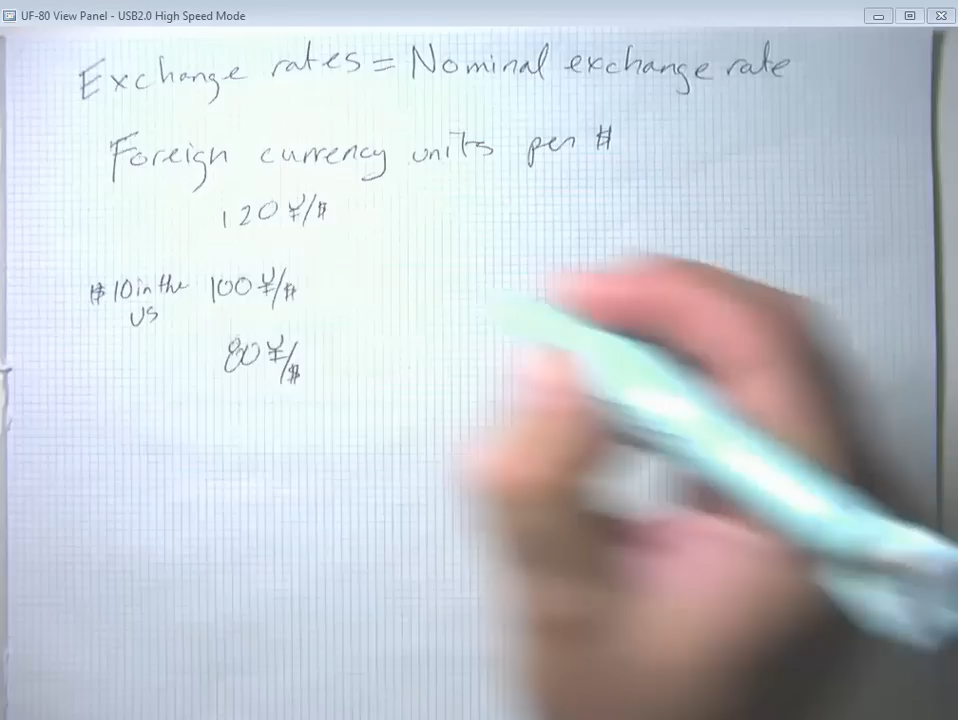 UF-80 View Panel - USB2.0 High Speed Mode
Exchange rates = Nominal exchange rate
Foreign currency units per $
120¥/$
$10 in the 100¥/$
US
80¥/$